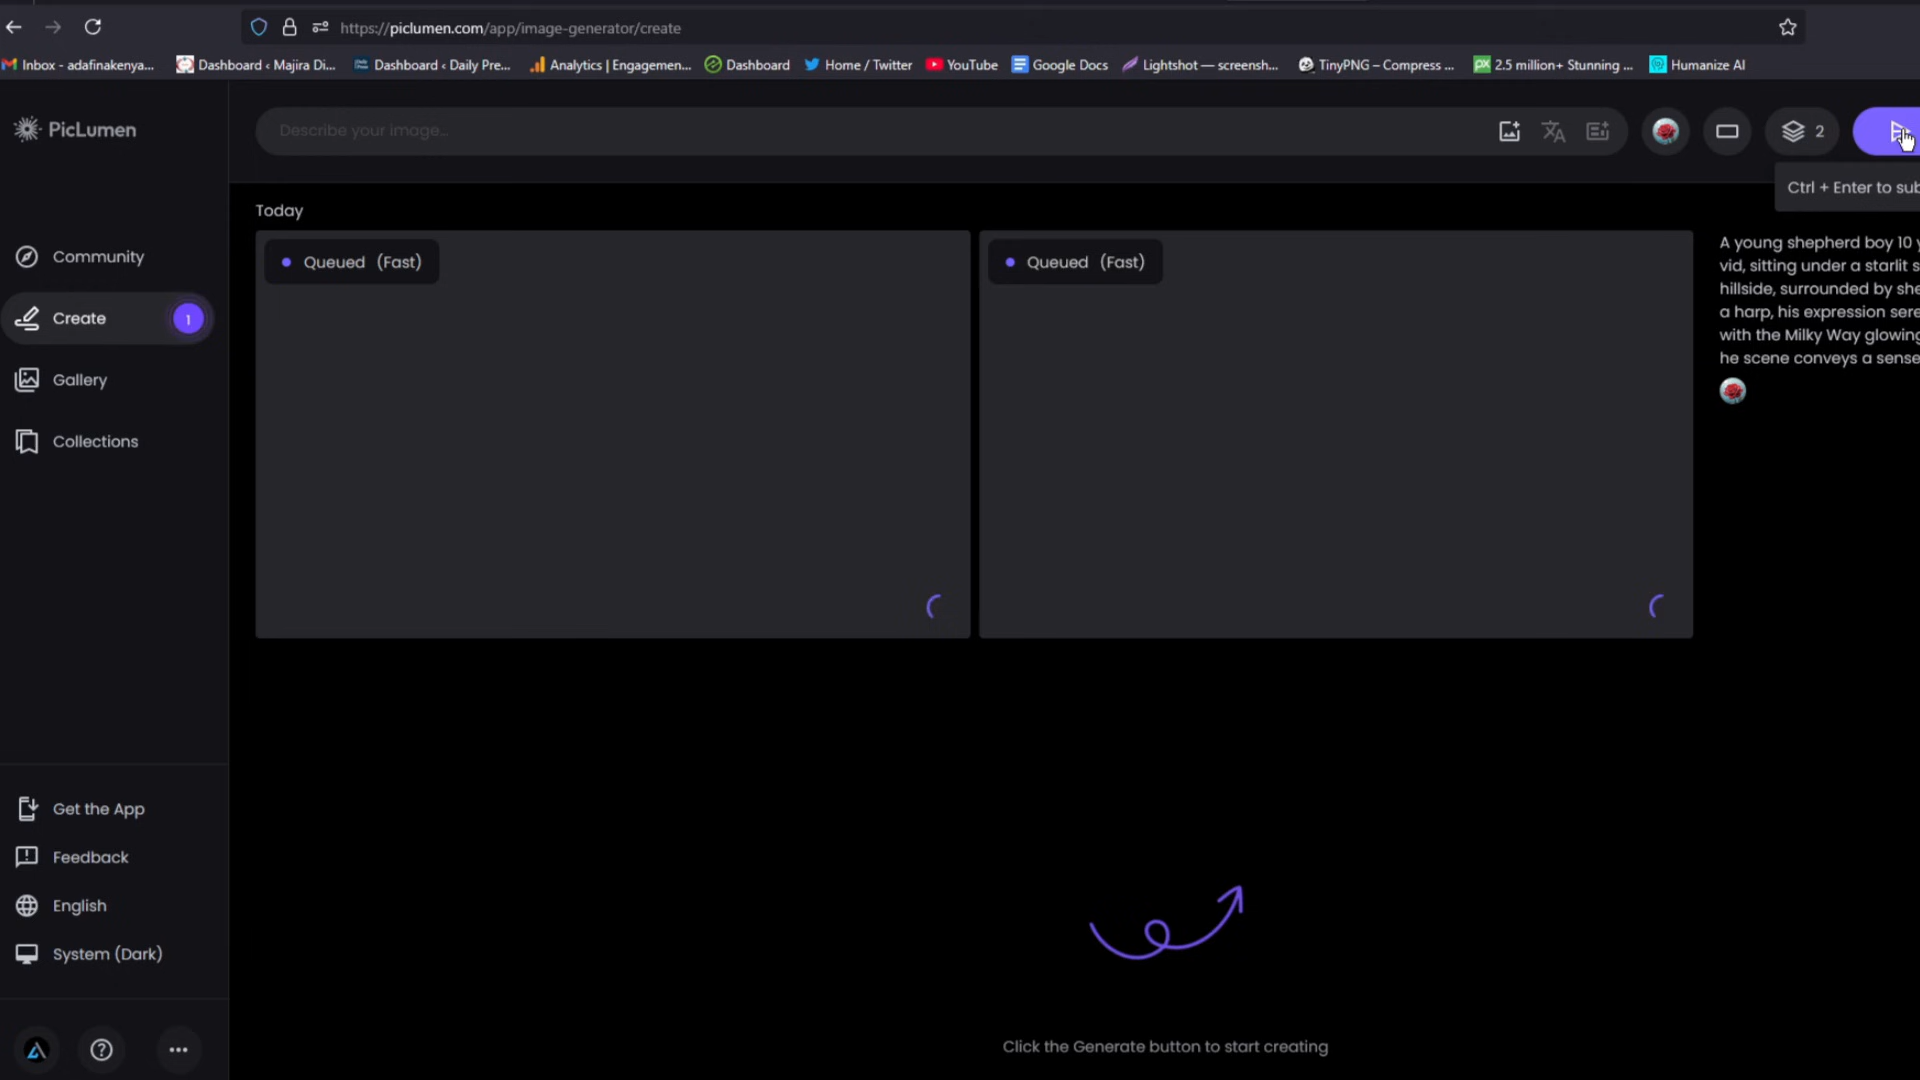 https://piclumen.com/app/image-generator/create
Inbox - adafinakenya...
Dashboard ‹ Majira Di...
Dashboard ‹ Daily Pre...
Analytics | Engagemen...
Dashboard
Home / Twitter
YouTube
Google Docs
Lightshot — screensh...
TinyPNG – Compress ...
2.5 million+ Stunning ...
Humanize AI
PicLumen
Describe your image...
2
Ctrl + Enter to sub
Today
Community
Create
1
Gallery
Collections
Queued (Fast)
Queued (Fast)
A young shepherd boy 10 y
vid, sitting under a starlit s
hillside, surrounded by she
a harp, his expression sere
with the Milky Way glowing
he scene conveys a sense
Get the App
Feedback
English
System (Dark)
Click the Generate button to start creating